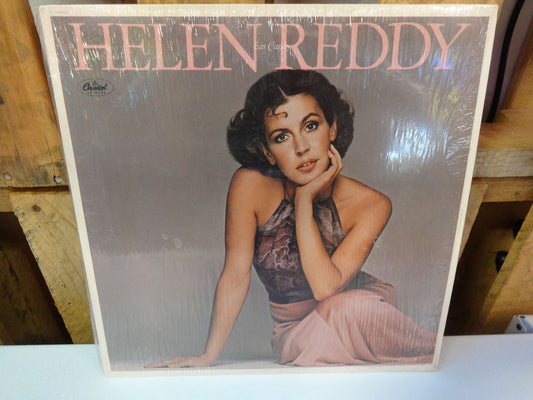 HELEN REDDY
Ear Candy
Capitol